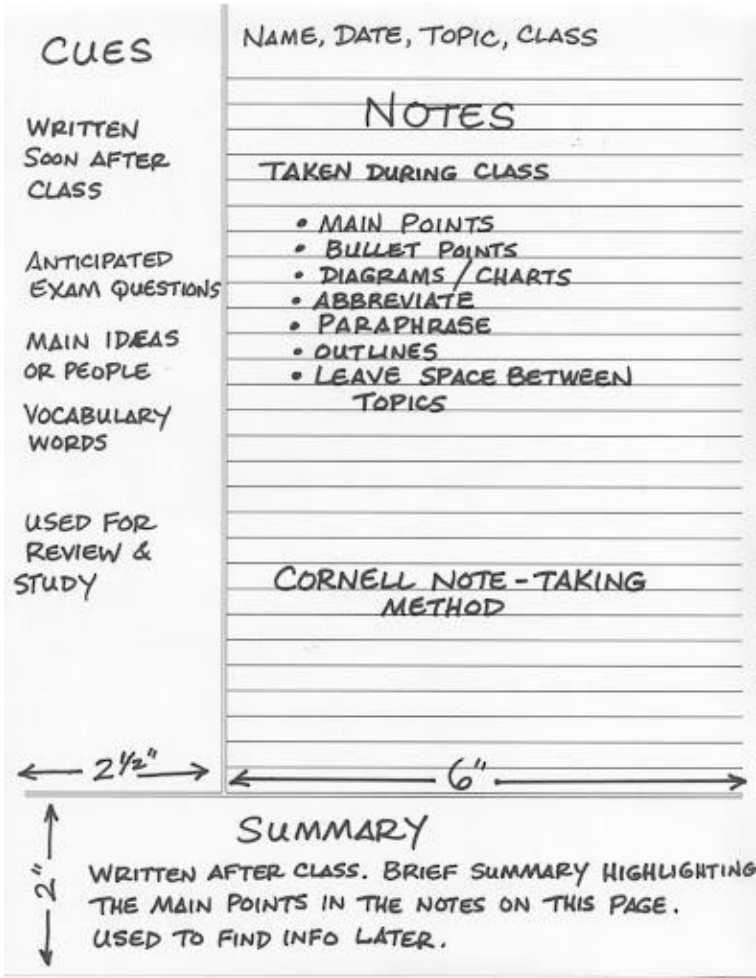 CUES
WRITTEN
SOON AFTER
CLASS
ANTICIPATED
EXAM QUESTIONS
MAIN IDEAS
OR PEOPLE
VOCABULARY
WORDS
USED FOR
REVIEW &
STUDY
2 1/2"
NAME, DATE, TOPIC, CLASS
NOTES
TAKEN DURING CLASS
• MAIN POINTS
• BULLET POINTS
• DIAGRAMS / CHARTS
• ABBREVIATE
• PARAPHRASE
• OUTLINES
• LEAVE SPACE BETWEEN
TOPICS
CORNELL NOTE-TAKING
METHOD
6"
2"
SUMMARY
WRITTEN AFTER CLASS. BRIEF SUMMARY HIGHLIGHTING
THE MAIN POINTS IN THE NOTES ON THIS PAGE.
USED TO FIND INFO LATER.